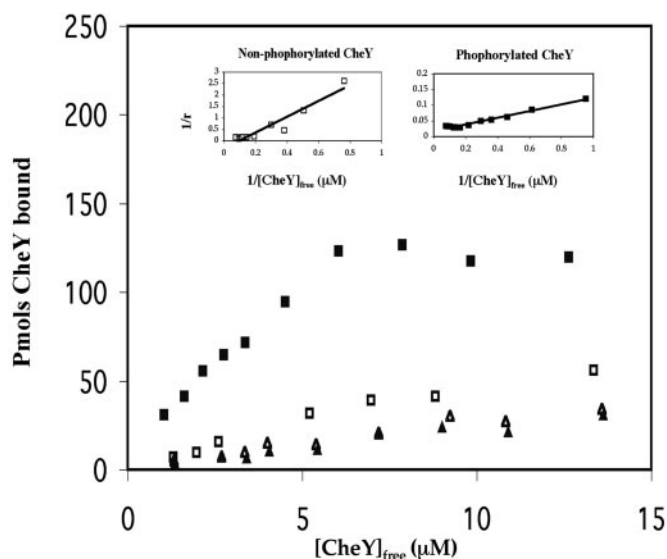 250
200
150
100
50
0
Pmols CheY bound
0 5 10 15
[CheY]free (μM)
Non-phophorylated CheY
3
2.5
2
1.5
1
0.5
0
1/r
0 0.2 0.4 0.6 0.8 1
1/[CheY]free (μM)
Phophorylated CheY
0.2
0.15
0.1
0.05
0
0 0.2 0.4 0.6 0.8 1
1/[CheY]free (μM)